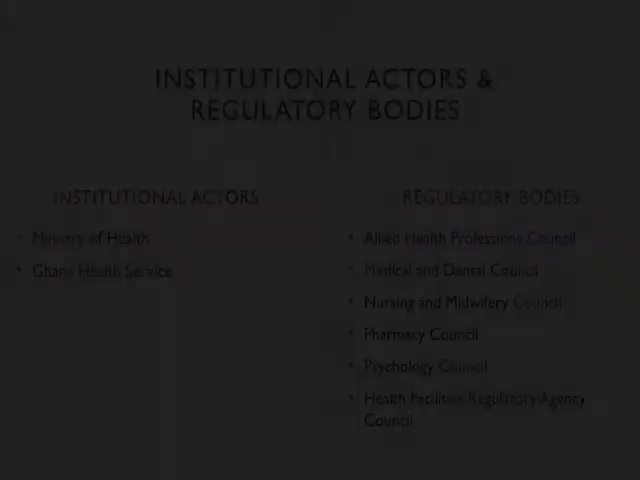 INSTITUTIONAL ACTORS &
REGULATORY BODIES
INSTITUTIONAL ACTORS
• Ministry of Health
• Ghana Health Service
REGULATORY BODIES
• Allied Health Professions Council
• Medical and Dental Council
• Nursing and Midwifery Council
• Pharmacy Council
• Psychology Council
• Health Facilities Regulatory Agency
Council